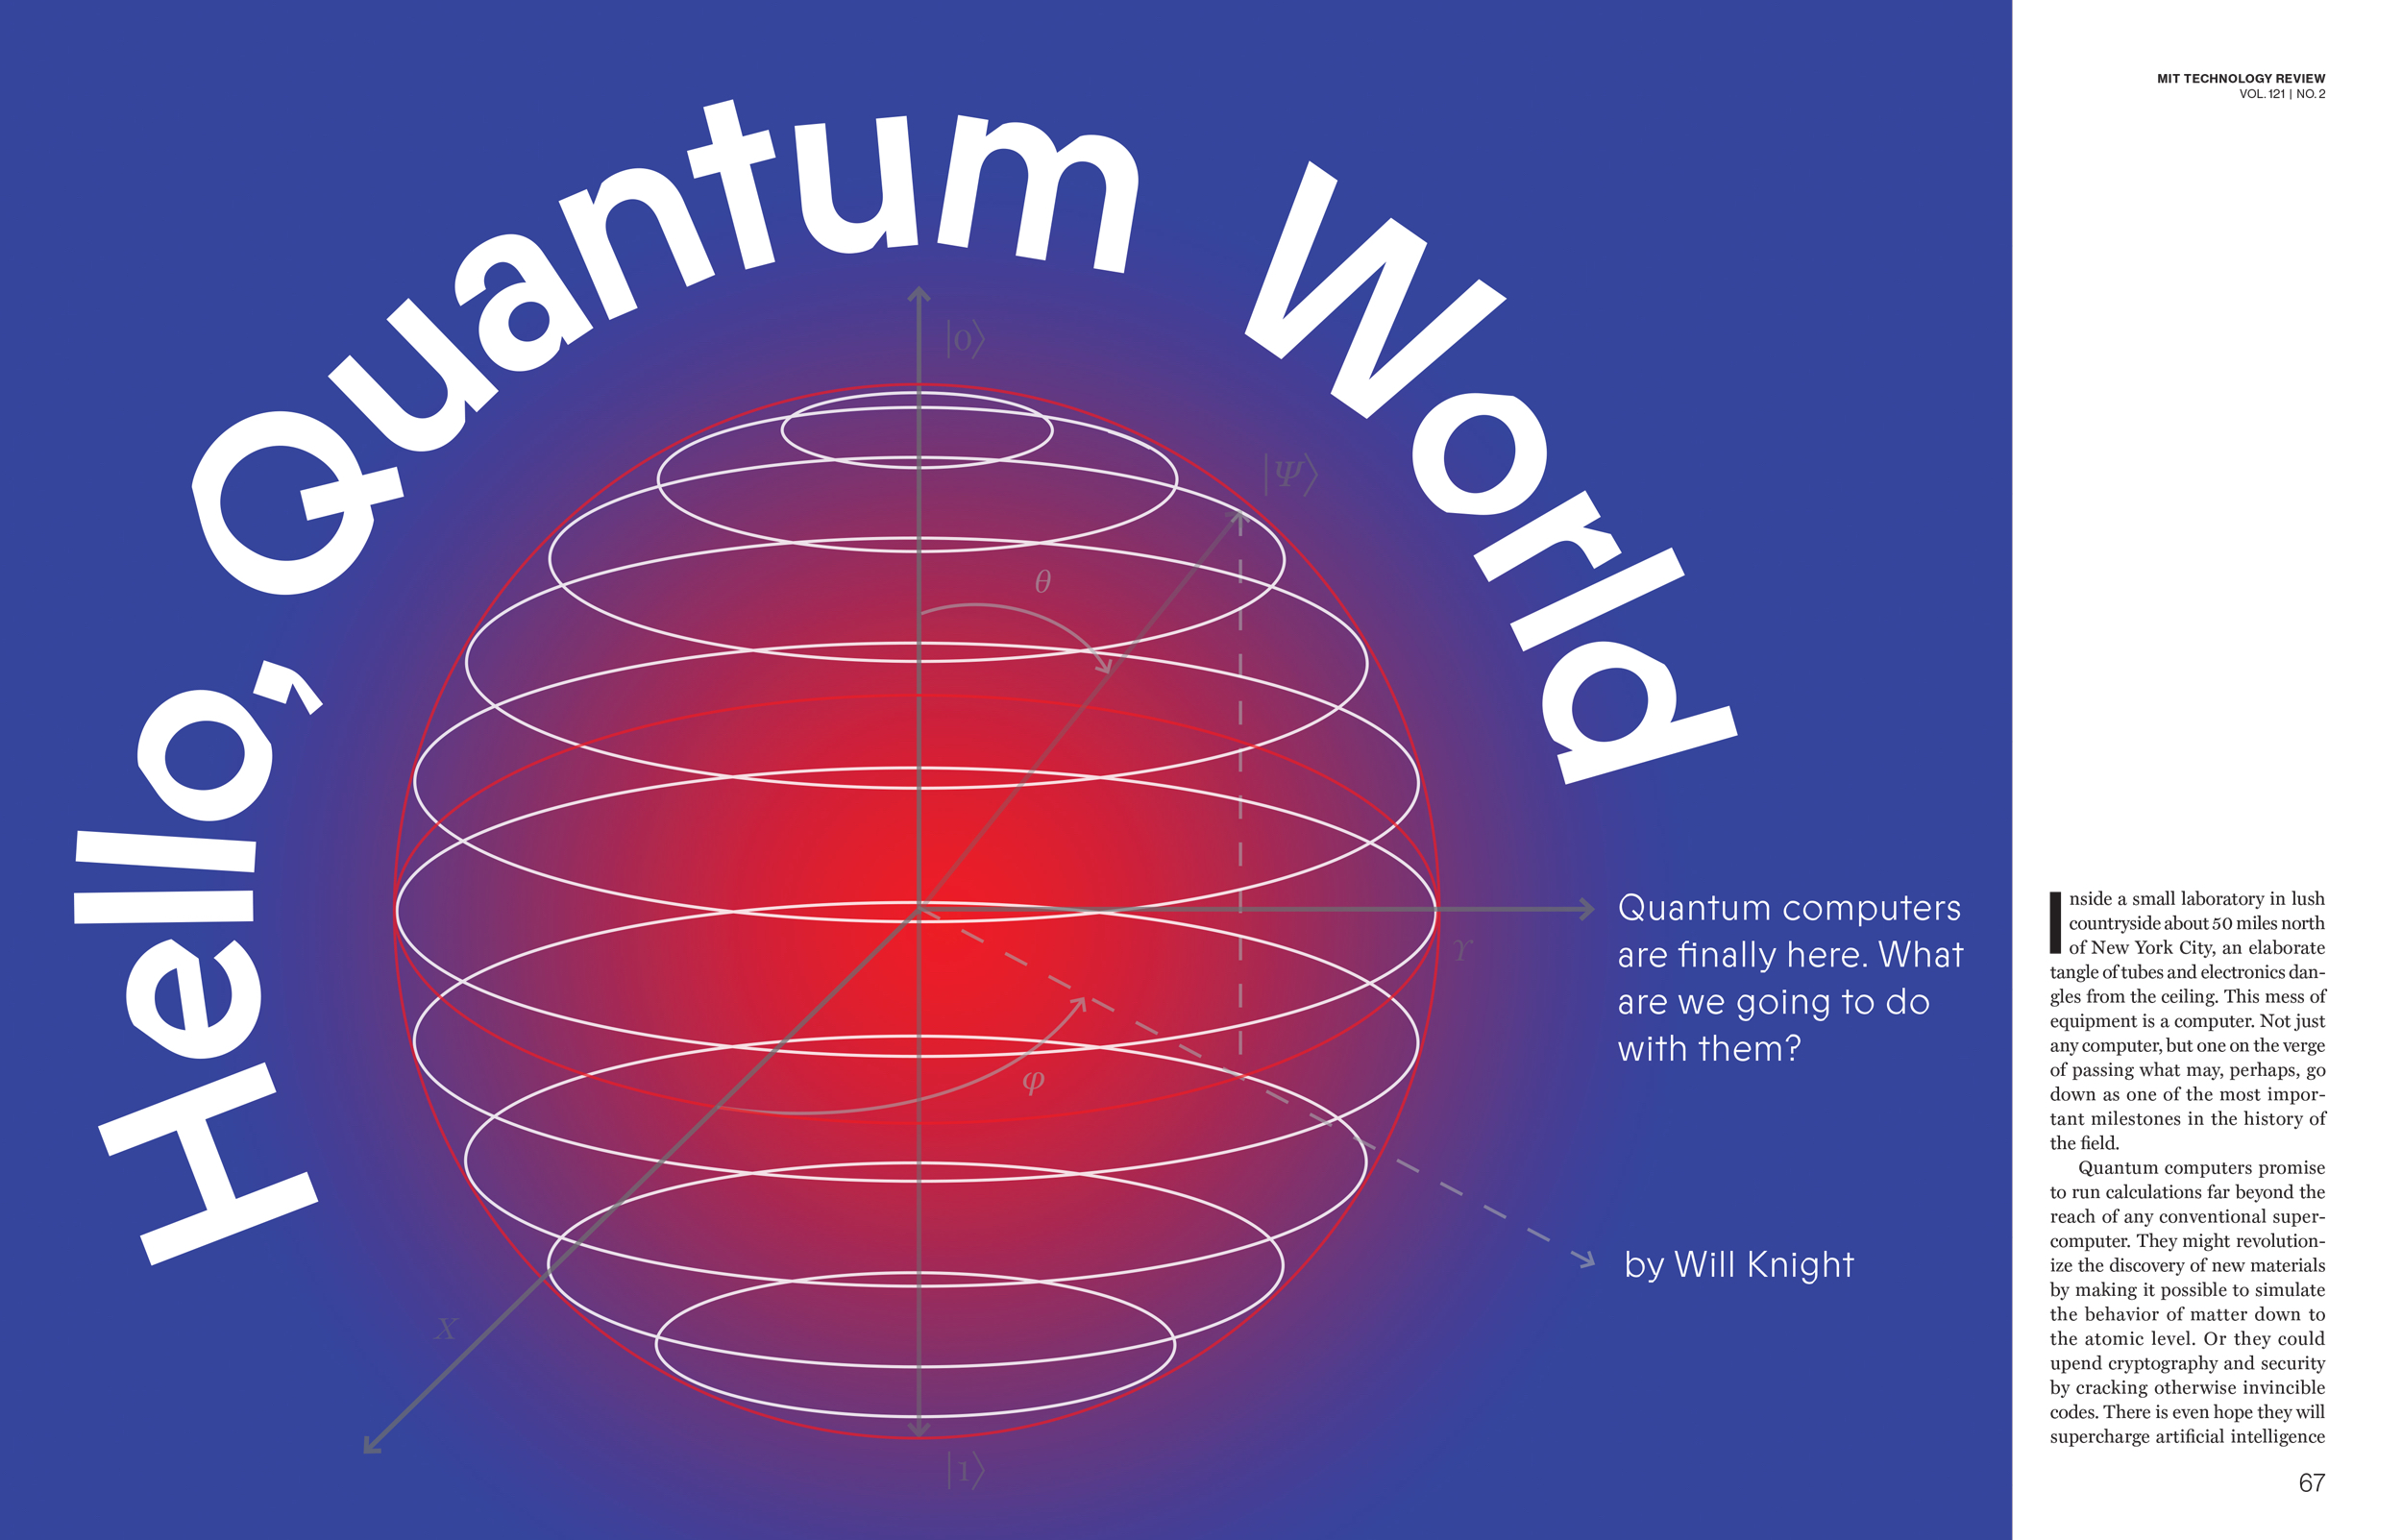 Hello, Quantum World
|0⟩
|Ψ⟩
θ
Y
φ
X
|1⟩
Quantum computers
are finally here. What
are we going to do
with them?
by Will Knight
MIT TECHNOLOGY REVIEW
VOL. 121 | NO. 2
Inside a small laboratory in lush
countryside about 50 miles north
of New York City, an elaborate
tangle of tubes and electronics dan-
gles from the ceiling. This mess of
equipment is a computer. Not just
any computer, but one on the verge
of passing what may, perhaps, go
down as one of the most impor-
tant milestones in the history of
the field.
Quantum computers promise
to run calculations far beyond the
reach of any conventional super-
computer. They might revolution-
ize the discovery of new materials
by making it possible to simulate
the behavior of matter down to
the atomic level. Or they could
upend cryptography and security
by cracking otherwise invincible
codes. There is even hope they will
supercharge artificial intelligence
67